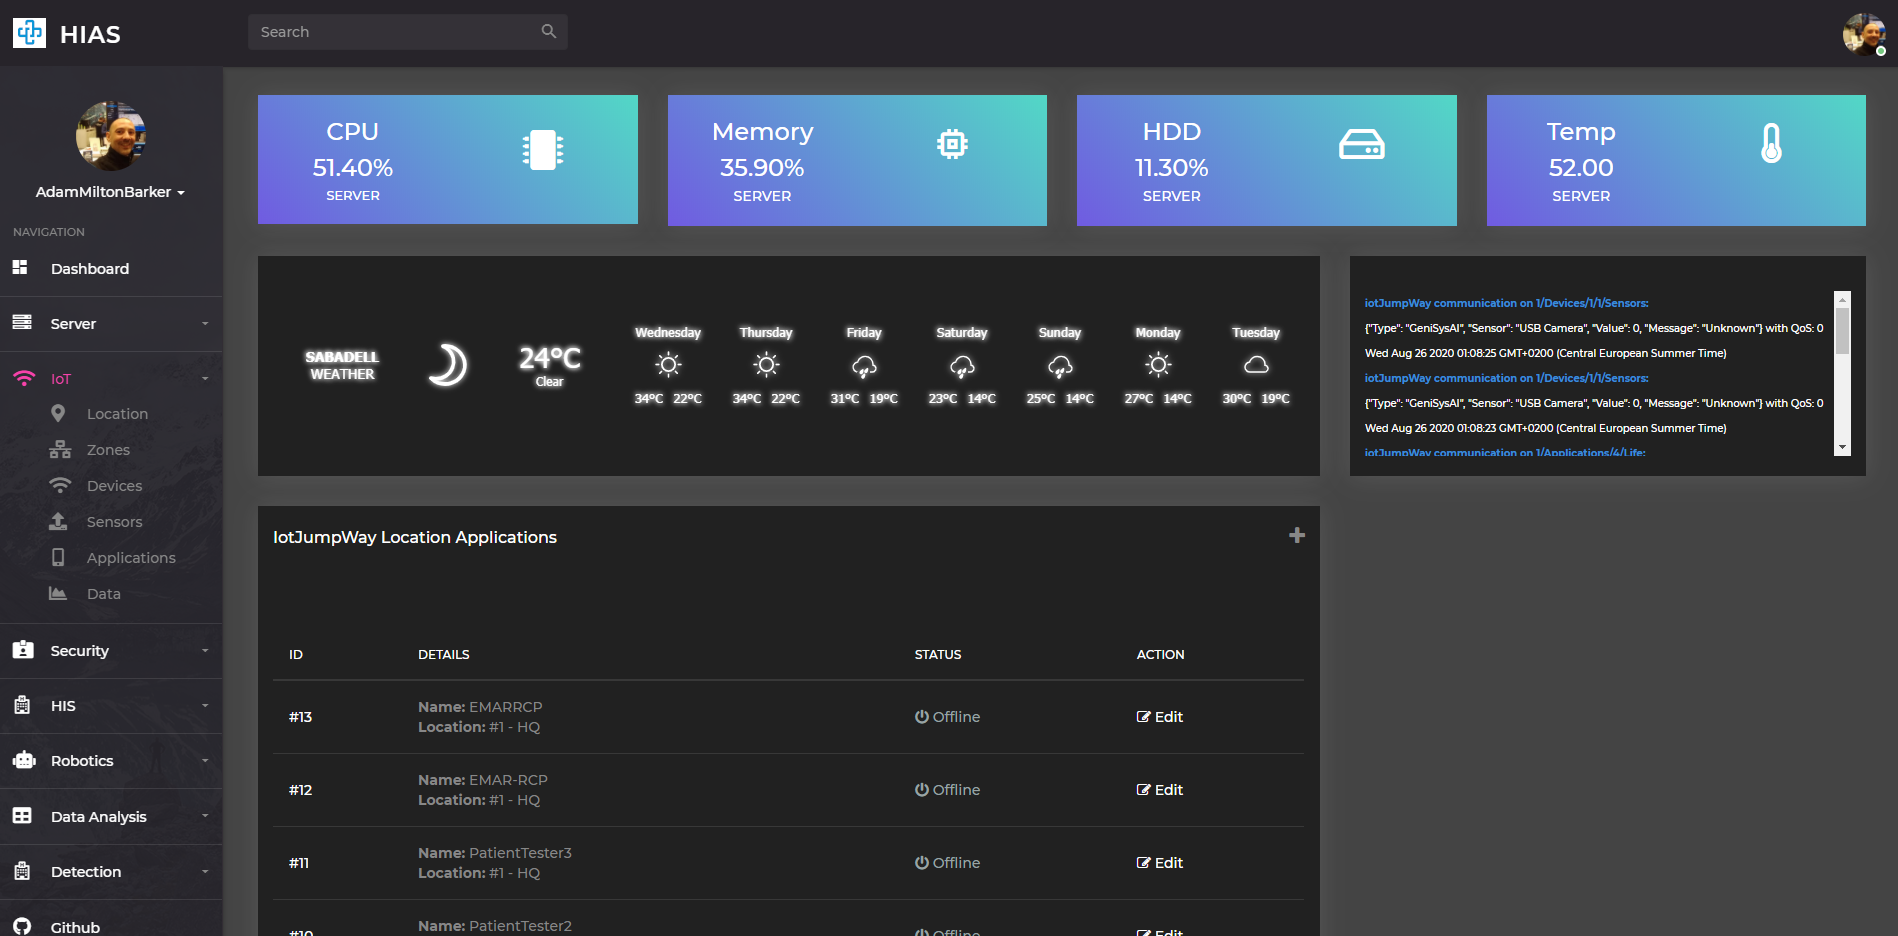 HIAS
Search
AdamMiltonBarker
NAVIGATION
Dashboard
Server
IoT
Location
Zones
Devices
Sensors
Applications
Data
Security
HIS
Robotics
Data Analysis
Detection
Github
CPU
51.40%
SERVER
Memory
35.90%
SERVER
HDD
11.30%
SERVER
Temp
52.00
SERVER
SABADELL
WEATHER
24°C
Clear
Wednesday Thursday Friday Saturday Sunday Monday Tuesday
34°C 22°C 34°C 22°C 31°C 19°C 23°C 14°C 25°C 14°C 27°C 14°C 30°C 19°C
iotJumpWay communication on 1/Devices/1/1/Sensors:
{"Type": "GeniSysAI", "Sensor": "USB Camera", "Value": 0, "Message": "Unknown"} with QoS: 0
Wed Aug 26 2020 01:08:25 GMT+0200 (Central European Summer Time)
iotJumpWay communication on 1/Devices/1/1/Sensors:
{"Type": "GeniSysAI", "Sensor": "USB Camera", "Value": 0, "Message": "Unknown"} with QoS: 0
Wed Aug 26 2020 01:08:23 GMT+0200 (Central European Summer Time)
iotJumpWay communication on 1/Applications/4/Life:
IotJumpWay Location Applications
ID DETAILS STATUS ACTION
#13 Name: EMARRCP
Location: #1 - HQ Offline Edit
#12 Name: EMAR-RCP
Location: #1 - HQ Offline Edit
#11 Name: PatientTester3
Location: #1 - HQ Offline Edit
#10 Name: PatientTester2 Offline Edit